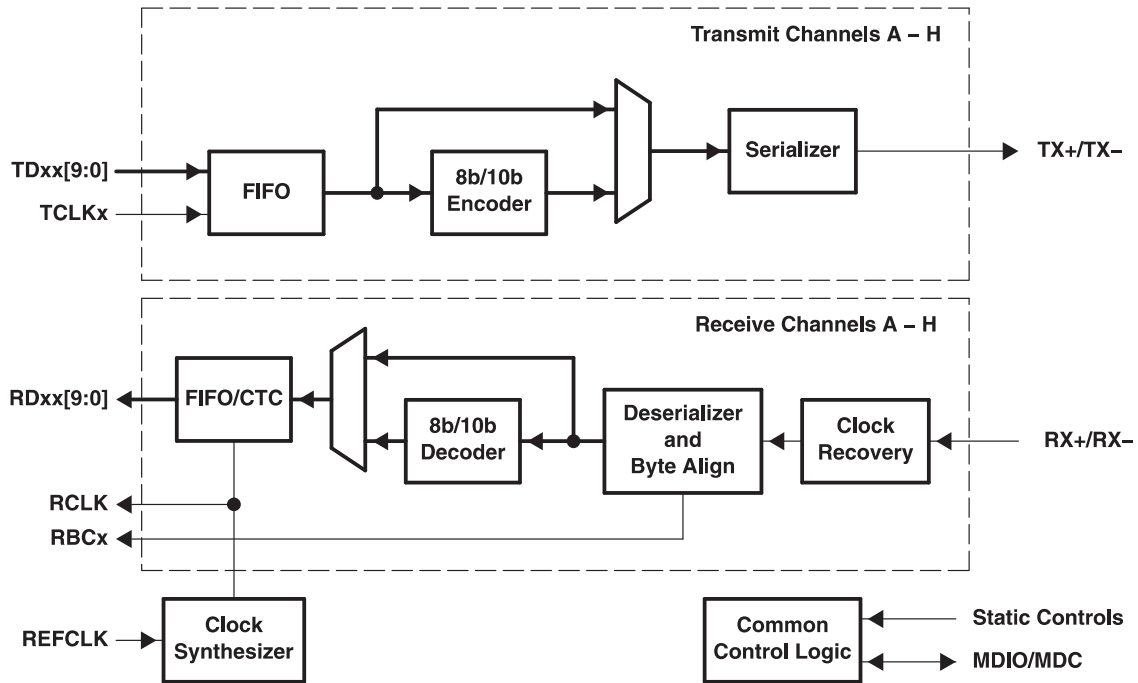 Transmit Channels A – H
TDxx[9:0]
TCLKx
FIFO
8b/10b
Encoder
Serializer
TX+/TX–
Receive Channels A – H
RDxx[9:0]
FIFO/CTC
8b/10b
Decoder
Deserializer
and
Byte Align
Clock
Recovery
RX+/RX–
RCLK
RBCx
REFCLK
Clock
Synthesizer
Common
Control Logic
Static Controls
MDIO/MDC